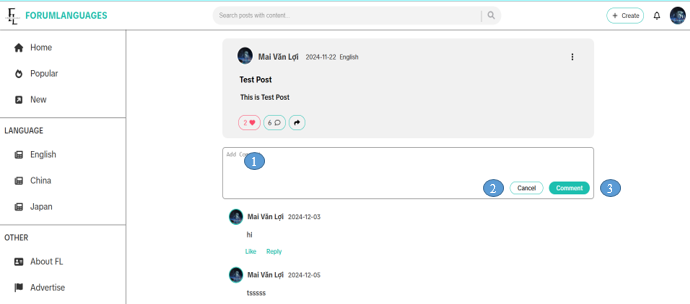 FL FORUMLANGUAGES
Search posts with content...
+ Create
Home
Popular
New
LANGUAGE
English
China
Japan
OTHER
About FL
Advertise
Mai Văn Lợi 2024-11-22 English
Test Post
This is Test Post
2
6
Add
1
2
Cancel
Comment
3
Mai Văn Lợi 2024-12-03
hi
Like Reply
Mai Văn Lợi 2024-12-05
tsssss